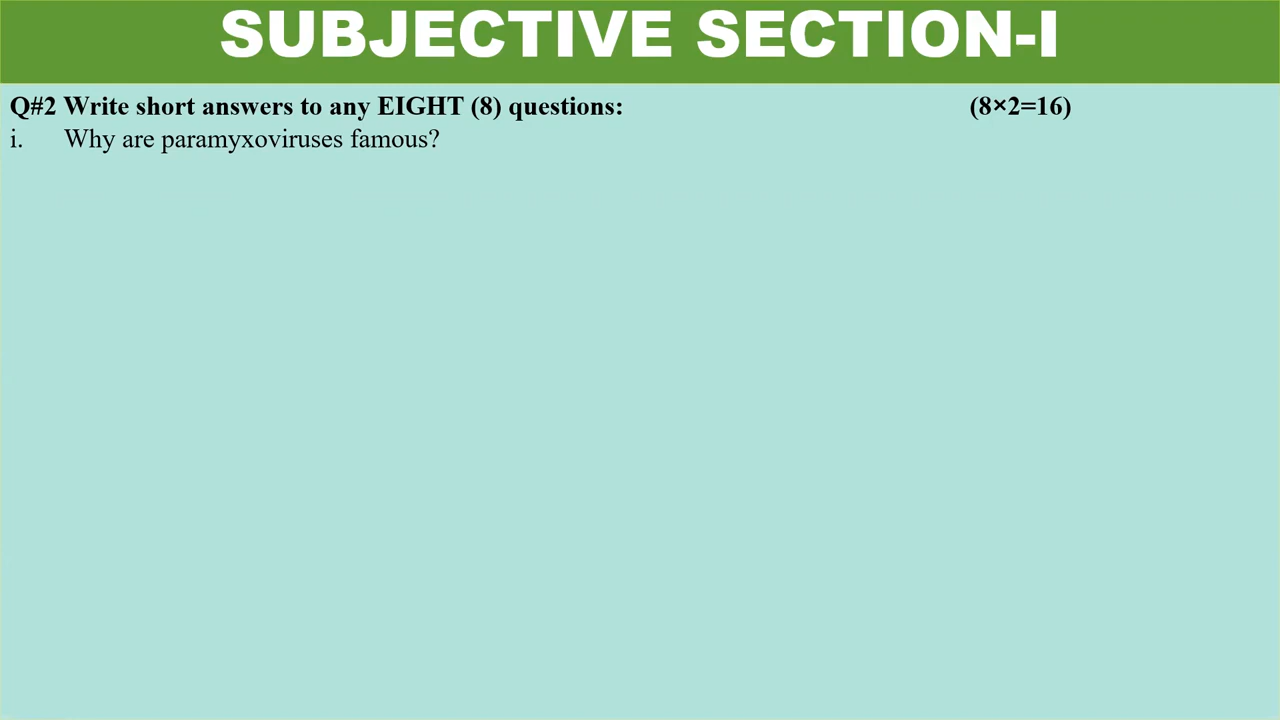 SUBJECTIVE SECTION-I
Q#2 Write short answers to any EIGHT (8) questions: (8×2=16)
i. Why are paramyxoviruses famous?